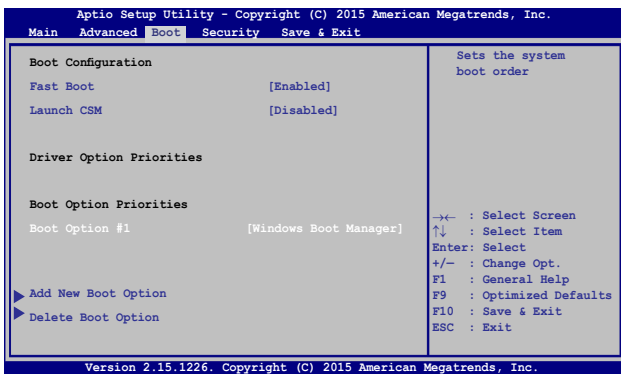 Aptio Setup Utility - Copyright (C) 2015 American Megatrends, Inc.
Main Advanced Boot Security Save & Exit
Boot Configuration
Fast Boot [Enabled]
Launch CSM [Disabled]
Driver Option Priorities
Boot Option Priorities
Boot Option #1 [Windows Boot Manager]
Add New Boot Option
Delete Boot Option
Sets the system
boot order
→← : Select Screen
↑↓ : Select Item
Enter: Select
+/— : Change Opt.
F1 : General Help
F9 : Optimized Defaults
F10 : Save & Exit
ESC : Exit
Version 2.15.1226. Copyright (C) 2015 American Megatrends, Inc.